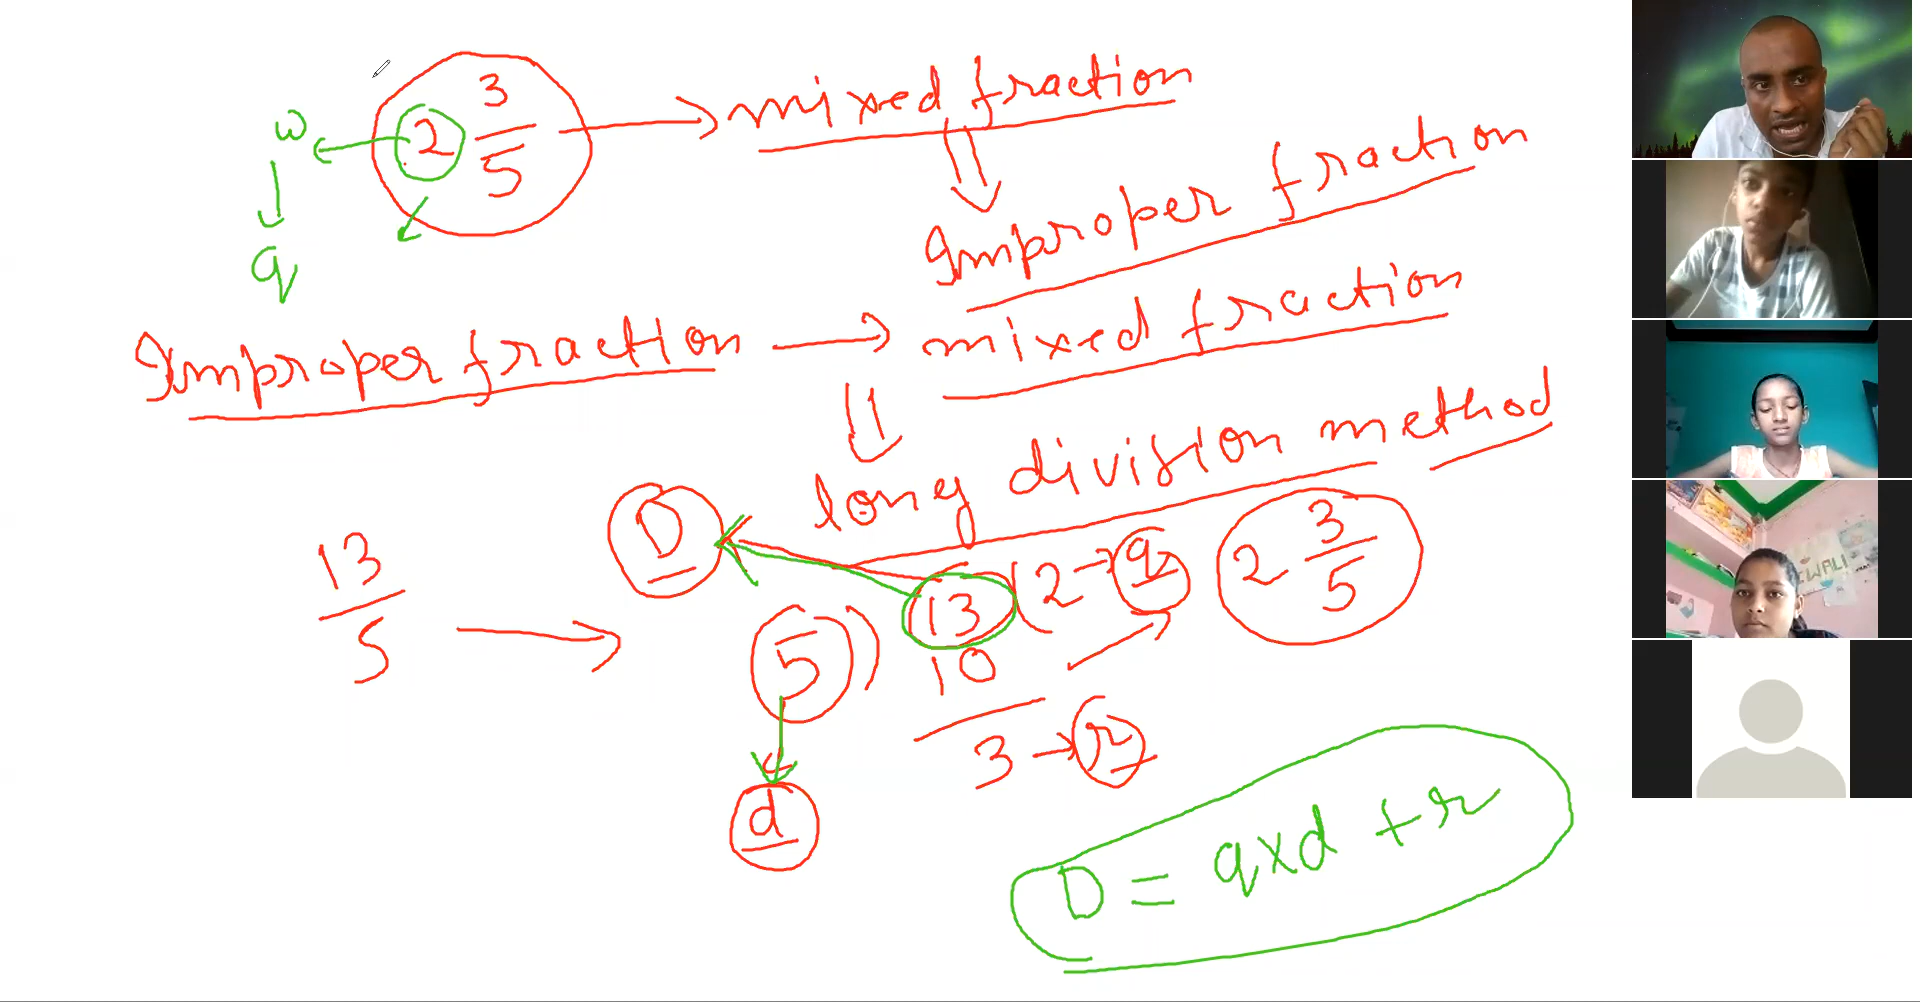 2 3/5 → mixed fraction
w
q
Improper fraction
Improper fraction → mixed fraction
long division method
13/5 →
D
5 ) 13 ( 2 → q
2 3/5
10
3 → r
d
D = q x d + r